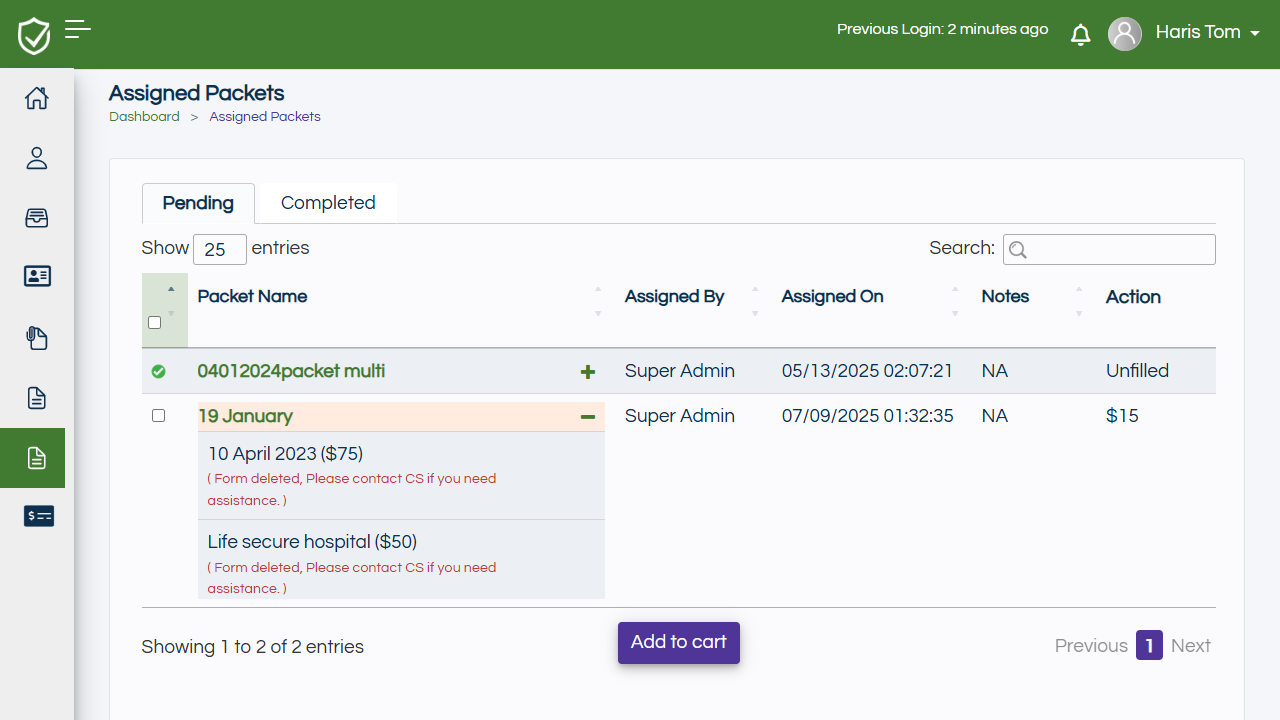 Previous Login: 2 minutes ago
Haris Tom
Assigned Packets
Dashboard > Assigned Packets
Pending
Completed
Show 25 entries
Search:
Packet Name
Assigned By
Assigned On
Notes
Action
04012024packet multi
Super Admin
05/13/2025 02:07:21
NA
Unfilled
19 January
Super Admin
07/09/2025 01:32:35
NA
$15
10 April 2023 ($75)
( Form deleted, Please contact CS if you need
assistance. )
Life secure hospital ($50)
( Form deleted, Please contact CS if you need
assistance. )
Showing 1 to 2 of 2 entries
Add to cart
Previous 1 Next